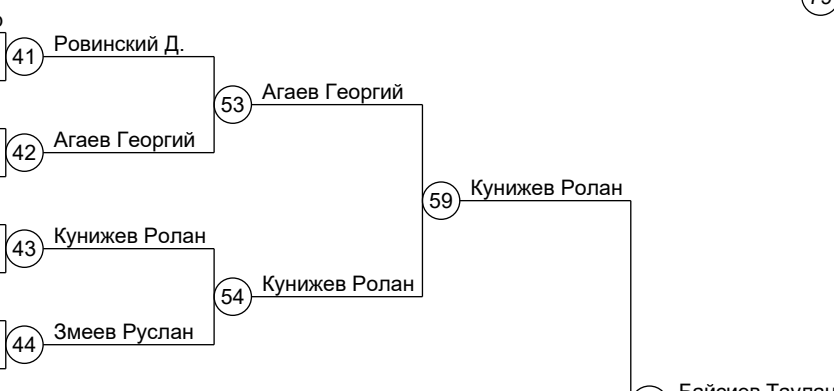 41 Ровинский Д.
53 Агаев Георгий
42 Агаев Георгий
59 Кунижев Ролан
43 Кунижев Ролан
54 Кунижев Ролан
44 Змеев Руслан